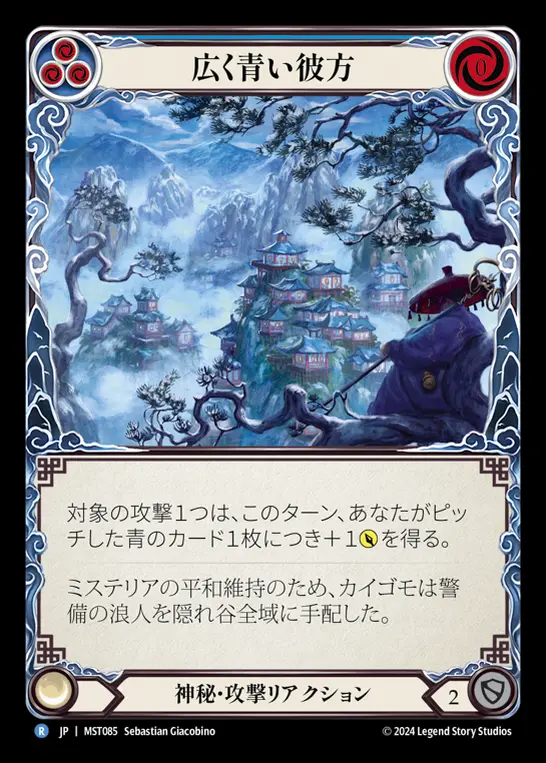 広く青い彼方
0
対象の攻撃1つは、このターン、あなたがピッ
チした青のカード1枚につき＋1を得る。
ミステリアの平和維持のため、カイゴモは警
備の浪人を隠れ谷全域に手配した。
神秘・攻撃リアクション
2
R JP | MST085 Sebastian Giacobino
© 2024 Legend Story Studios